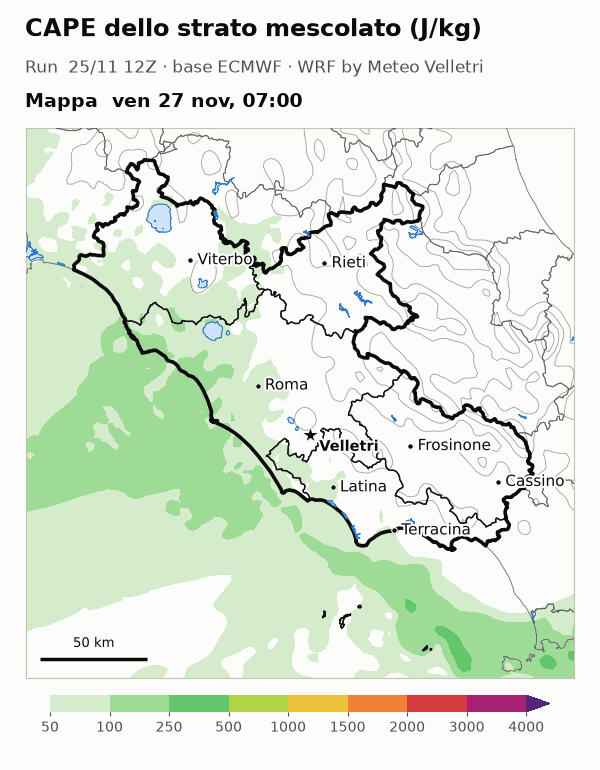 CAPE dello strato mescolato (J/kg)
Run  25/11 12Z · base ECMWF · WRF by Meteo Velletri
Mappa  ven 27 nov, 07:00
Viterbo
Rieti
Roma
Velletri
Frosinone
Cassino
Latina
Terracina
50 km
50 100 250 500 1000 1500 2000 3000 4000